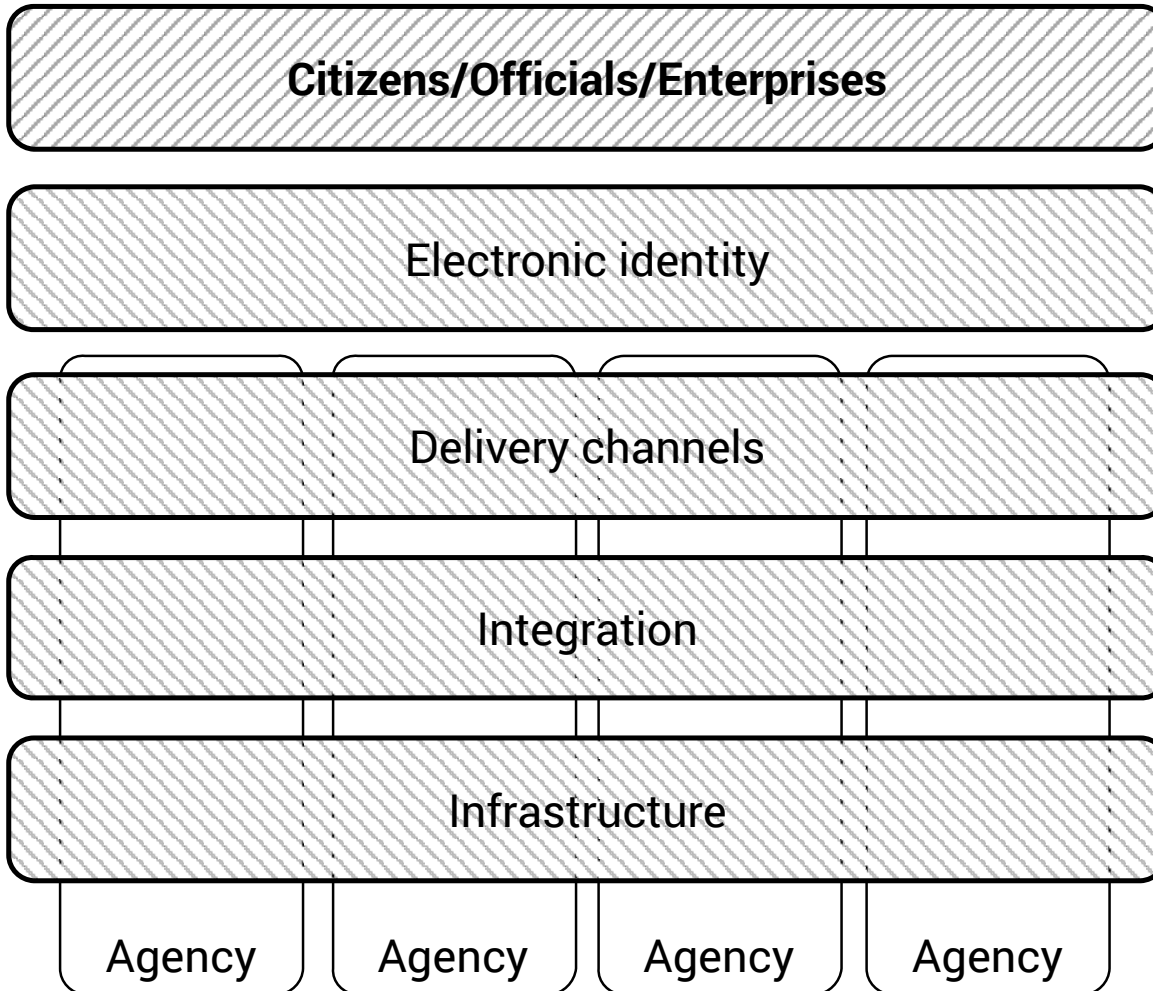 Citizens/Officials/Enterprises
Electronic identity
Delivery channels
Integration
Infrastructure
Agency Agency Agency Agency